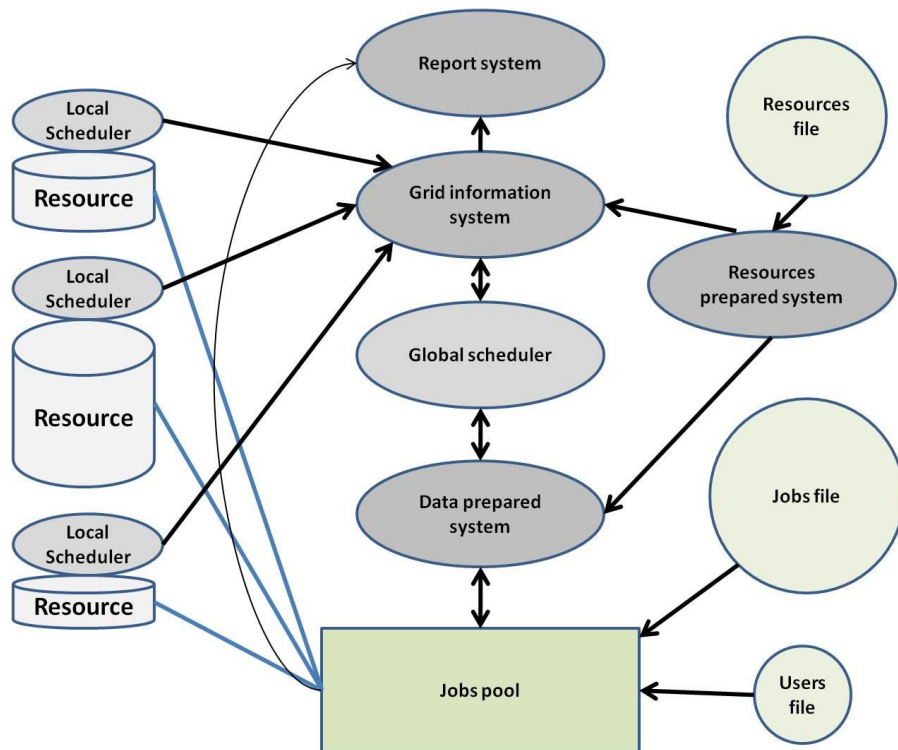 Report system
Resources
file
Local
Scheduler
Resource
Grid information
system
Resources
prepared system
Local
Scheduler
Resource
Global scheduler
Jobs file
Data prepared
system
Local
Scheduler
Resource
Jobs pool
Users
file